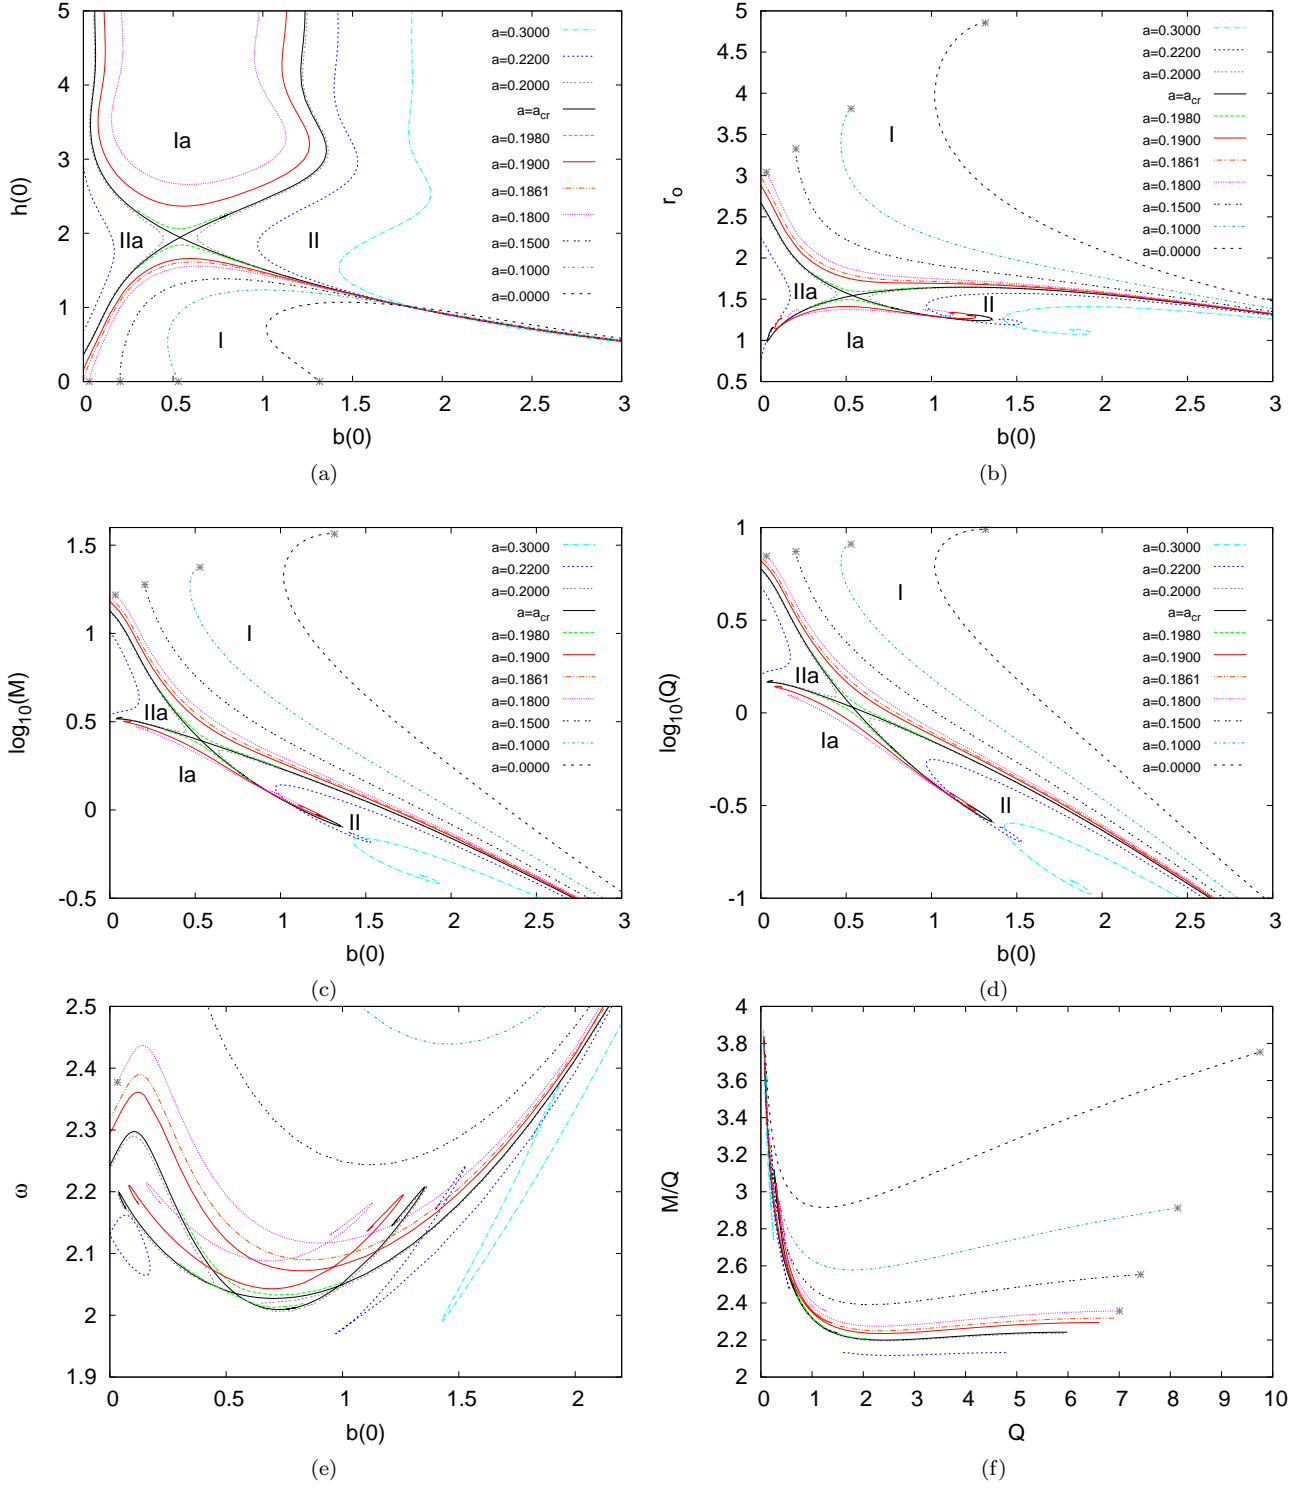 5
4
3
2
1
0
0
0.5
1
1.5
2
2.5
3
h(0)
b(0)
Ia
IIa
II
I
a=0.3000
a=0.2200
a=0.2000
a=a_cr
a=0.1980
a=0.1900
a=0.1861
a=0.1800
a=0.1500
a=0.1000
a=0.0000
(a)
5
4.5
4
3.5
3
2.5
2
1.5
1
0.5
0
0.5
1
1.5
2
2.5
3
r_o
b(0)
I
IIa
II
Ia
a=0.3000
a=0.2200
a=0.2000
a=a_cr
a=0.1980
a=0.1900
a=0.1861
a=0.1800
a=0.1500
a=0.1000
a=0.0000
(b)
1.5
1
0.5
0
-0.5
0
0.5
1
1.5
2
2.5
3
log_10(M)
b(0)
I
IIa
Ia
II
a=0.3000
a=0.2200
a=0.2000
a=a_cr
a=0.1980
a=0.1900
a=0.1861
a=0.1800
a=0.1500
a=0.1000
a=0.0000
(c)
1
0.5
0
-0.5
-1
0
0.5
1
1.5
2
2.5
3
log_10(Q)
b(0)
I
IIa
Ia
II
a=0.3000
a=0.2200
a=0.2000
a=a_cr
a=0.1980
a=0.1900
a=0.1861
a=0.1800
a=0.1500
a=0.1000
a=0.0000
(d)
2.5
2.4
2.3
2.2
2.1
2
1.9
0
0.5
1
1.5
2
ω
b(0)
(e)
4
3.8
3.6
3.4
3.2
3
2.8
2.6
2.4
2.2
2
0
1
2
3
4
5
6
7
8
9
10
M/Q
Q
(f)